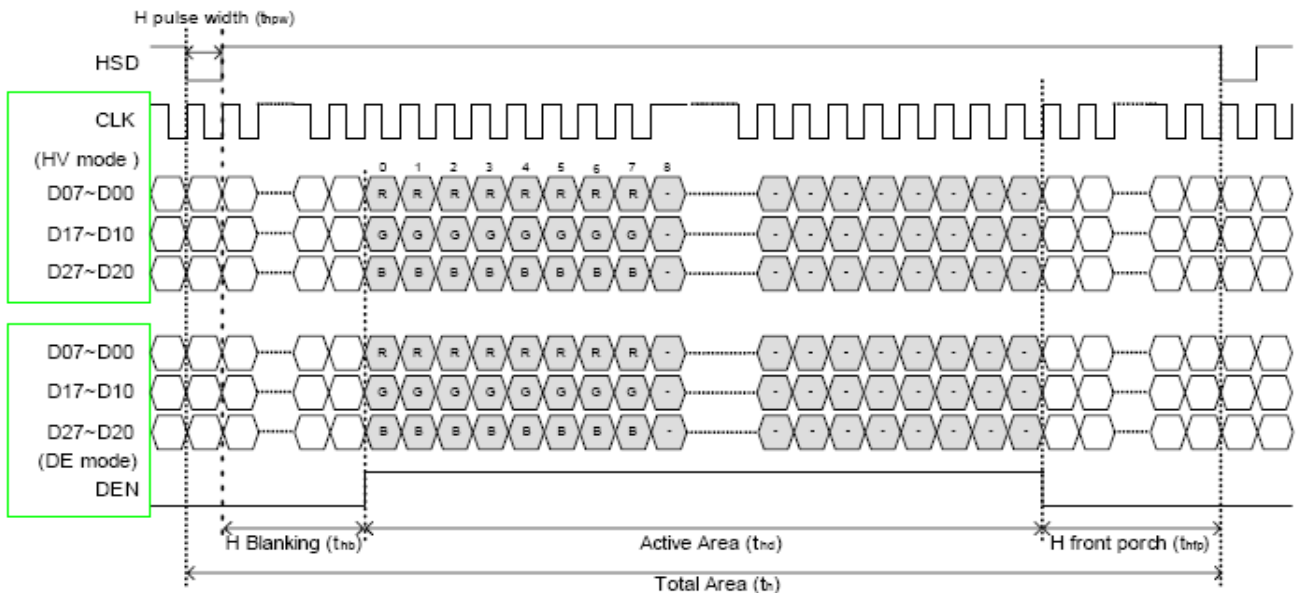 H pulse width (thpw)
HSD
CLK
(HV mode )
0 1 2 3 4 5 6 7 8
D07~D00 R R R R R R R R - - - - - - - - -
D17~D10 G G G G G G G G - - - - - - - - -
D27~D20 B B B B B B B B - - - - - - - - -
D07~D00 R R R R R R R R - - - - - - - - -
D17~D10 G G G G G G G G - - - - - - - - -
D27~D20 B B B B B B B B - - - - - - - - -
(DE mode)
DEN
H Blanking (thb) Active Area (thd) H front porch (thfp)
Total Area (th)